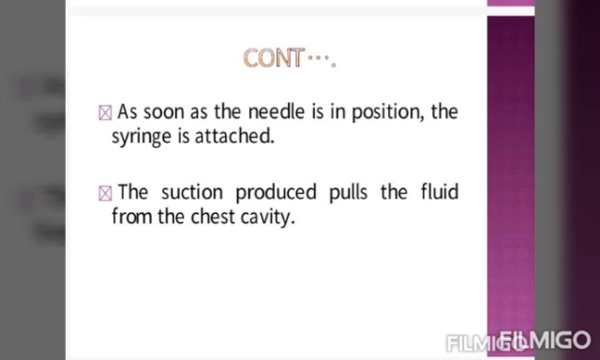 CONT….
As soon as the needle is in position, the
syringe is attached.
The suction produced pulls the fluid
from the chest cavity.
FILMIGO
FILMIGO